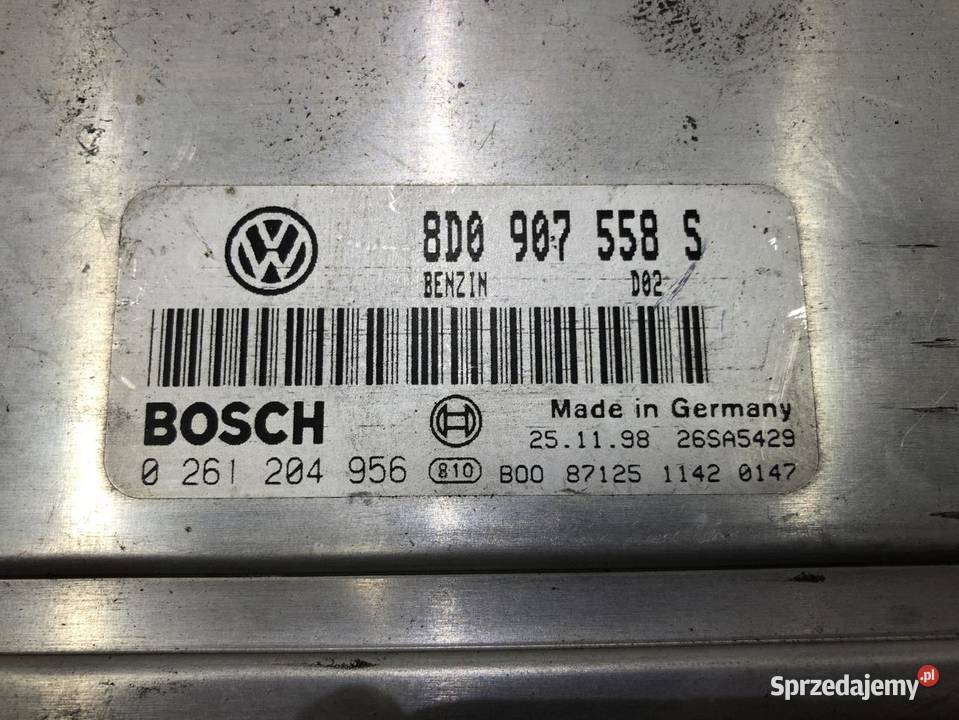 8D0 907 558 S
BENZIN D02
BOSCH
Made in Germany
25.11.98 26SA5429
0 261 204 956 810 B00 87125 1142 0147
Sprzedajemy.pl